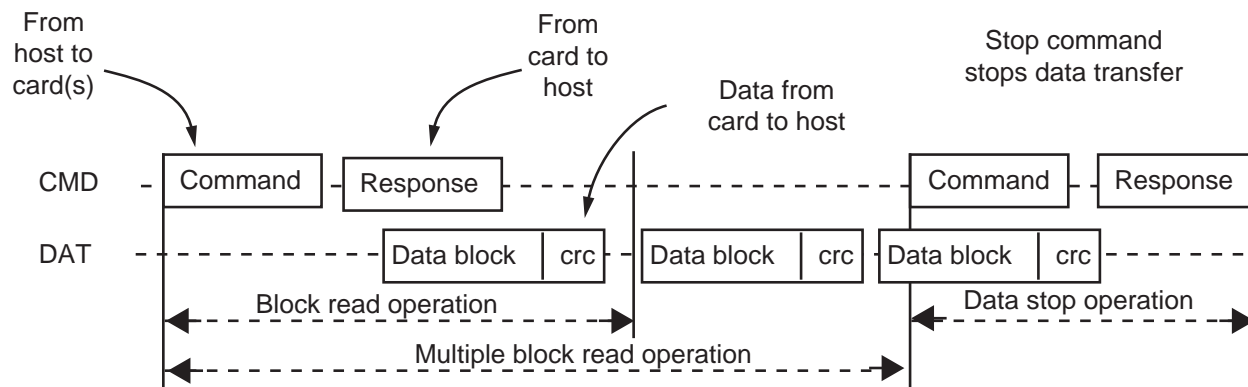 From
host to
card(s)
From
card to
host
Data from
card to host
Stop command
stops data transfer
CMD
Command
Response
Command
Response
DAT
Data block
crc
Data block
crc
Data block
crc
Block read operation
Data stop operation
Multiple block read operation